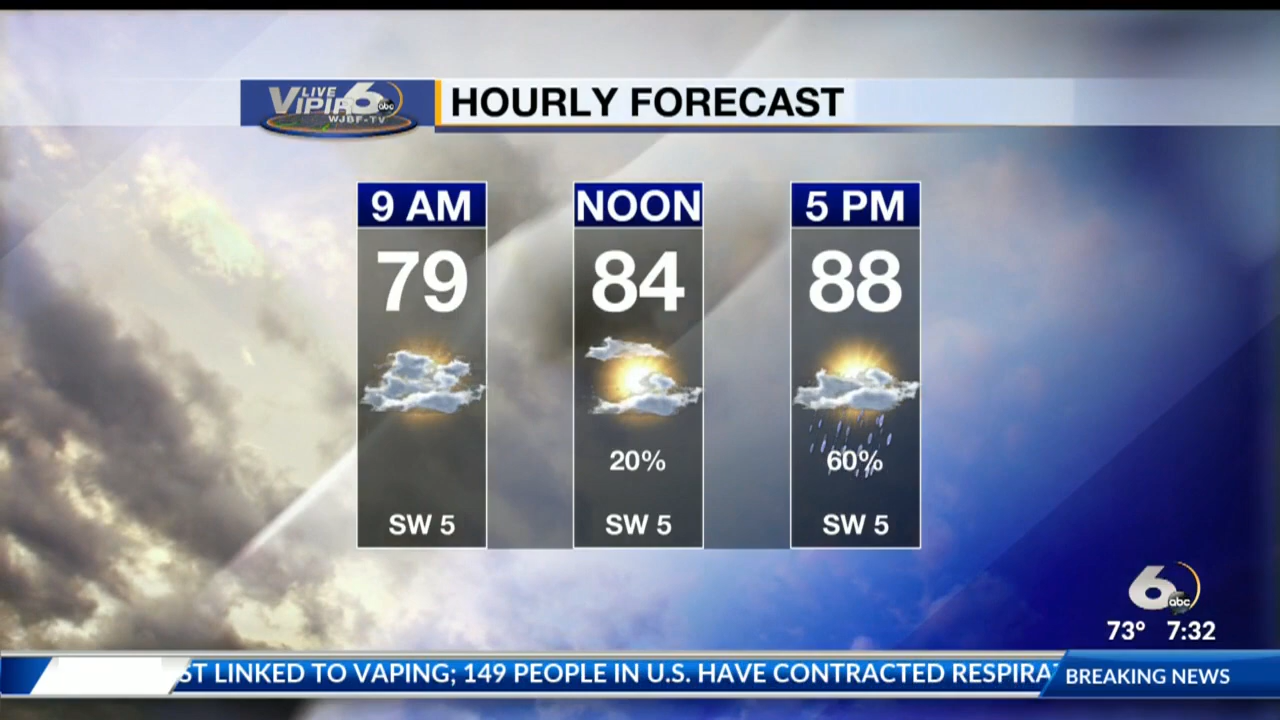 LIVE
VIPIR 6 abc
WJBF-TV
HOURLY FORECAST
9 AM
79
SW 5
NOON
84
20%
SW 5
5 PM
88
60%
SW 5
6 abc
73° 7:32
ST LINKED TO VAPING; 149 PEOPLE IN U.S. HAVE CONTRACTED RESPIRA
BREAKING NEWS